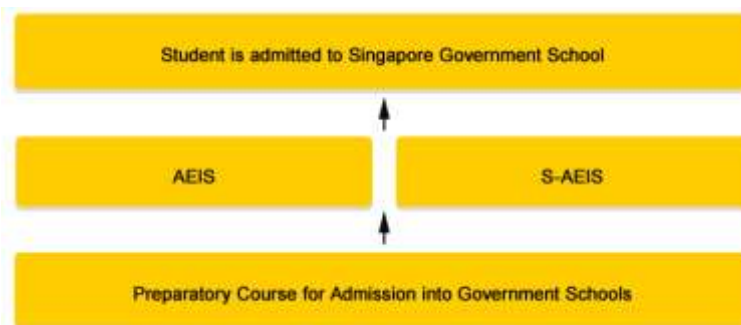 Student is admitted to Singapore Government School
AEIS
S-AEIS
Preparatory Course for Admission into Government Schools